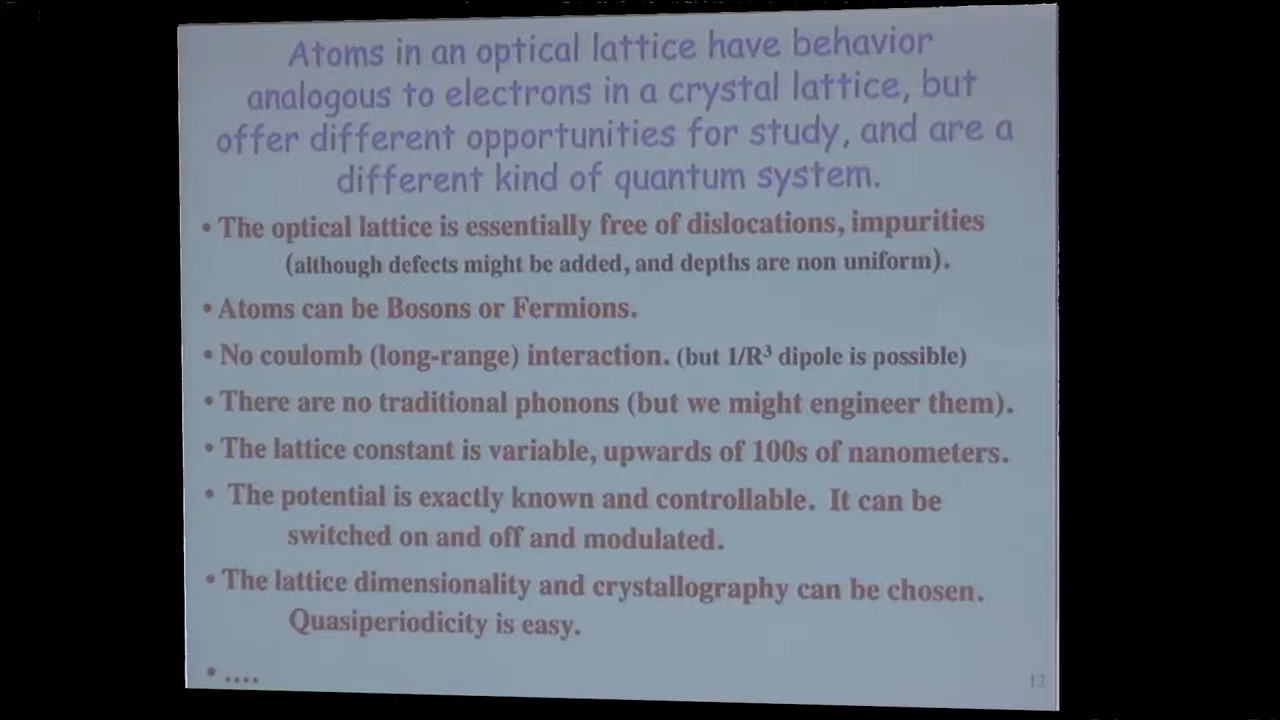 Atoms in an optical lattice have behavior
analogous to electrons in a crystal lattice, but
offer different opportunities for study, and are a
different kind of quantum system.
• The optical lattice is essentially free of dislocations, impurities
(although defects might be added, and depths are non uniform).
• Atoms can be Bosons or Fermions.
• No coulomb (long-range) interaction. (but 1/R³ dipole is possible)
• There are no traditional phonons (but we might engineer them).
• The lattice constant is variable, upwards of 100s of nanometers.
• The potential is exactly known and controllable. It can be
switched on and off and modulated.
• The lattice dimensionality and crystallography can be chosen.
Quasiperiodicity is easy.
• ....